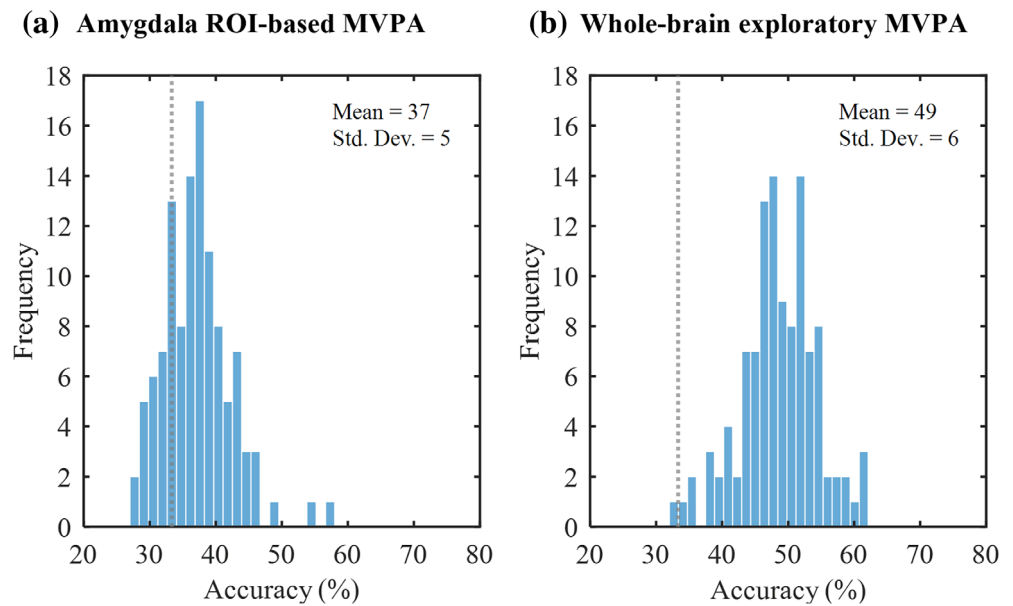 (a) Amygdala ROI-based MVPA
Mean = 37
Std. Dev. = 5
Frequency
18
16
14
12
10
8
6
4
2
0
20 30 40 50 60 70 80
Accuracy (%)
(b) Whole-brain exploratory MVPA
Mean = 49
Std. Dev. = 6
Frequency
18
16
14
12
10
8
6
4
2
0
20 30 40 50 60 70 80
Accuracy (%)